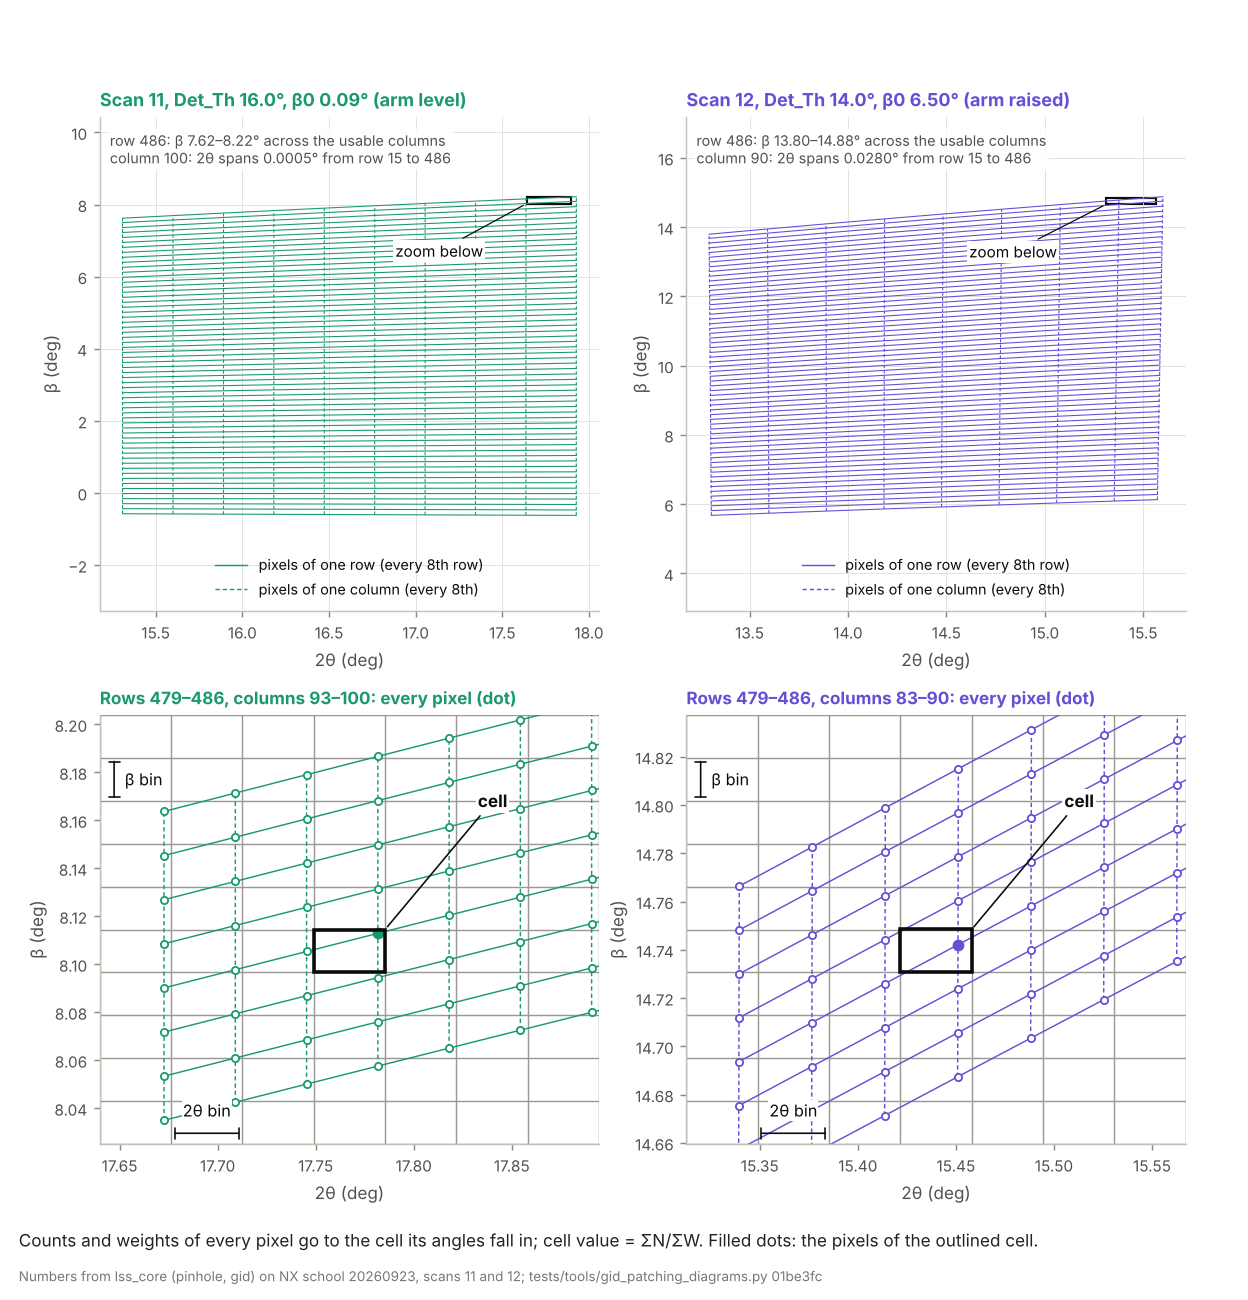 Scan 11, Det_Th 16.0°, β0 0.09° (arm level)
row 486: β 7.62–8.22° across the usable columns
column 100: 2θ spans 0.0005° from row 15 to 486
10
8
6
4
2
0
−2
β (deg)
zoom below
pixels of one row (every 8th row)
pixels of one column (every 8th)
15.5 16.0 16.5 17.0 17.5 18.0
2θ (deg)
Scan 12, Det_Th 14.0°, β0 6.50° (arm raised)
row 486: β 13.80–14.88° across the usable columns
column 90: 2θ spans 0.0280° from row 15 to 486
16
14
12
10
8
6
4
β (deg)
zoom below
pixels of one row (every 8th row)
pixels of one column (every 8th)
13.5 14.0 14.5 15.0 15.5
2θ (deg)
Rows 479–486, columns 93–100: every pixel (dot)
8.20
8.18
8.16
8.14
8.12
8.10
8.08
8.06
8.04
β (deg)
β bin
cell
2θ bin
17.65 17.70 17.75 17.80 17.85
2θ (deg)
Rows 479–486, columns 83–90: every pixel (dot)
14.82
14.80
14.78
14.76
14.74
14.72
14.70
14.68
14.66
β (deg)
β bin
cell
2θ bin
15.35 15.40 15.45 15.50 15.55
2θ (deg)
Counts and weights of every pixel go to the cell its angles fall in; cell value = ΣN/ΣW. Filled dots: the pixels of the outlined cell.
Numbers from lss_core (pinhole, gid) on NX school 20260923, scans 11 and 12; tests/tools/gid_patching_diagrams.py 01be3fc